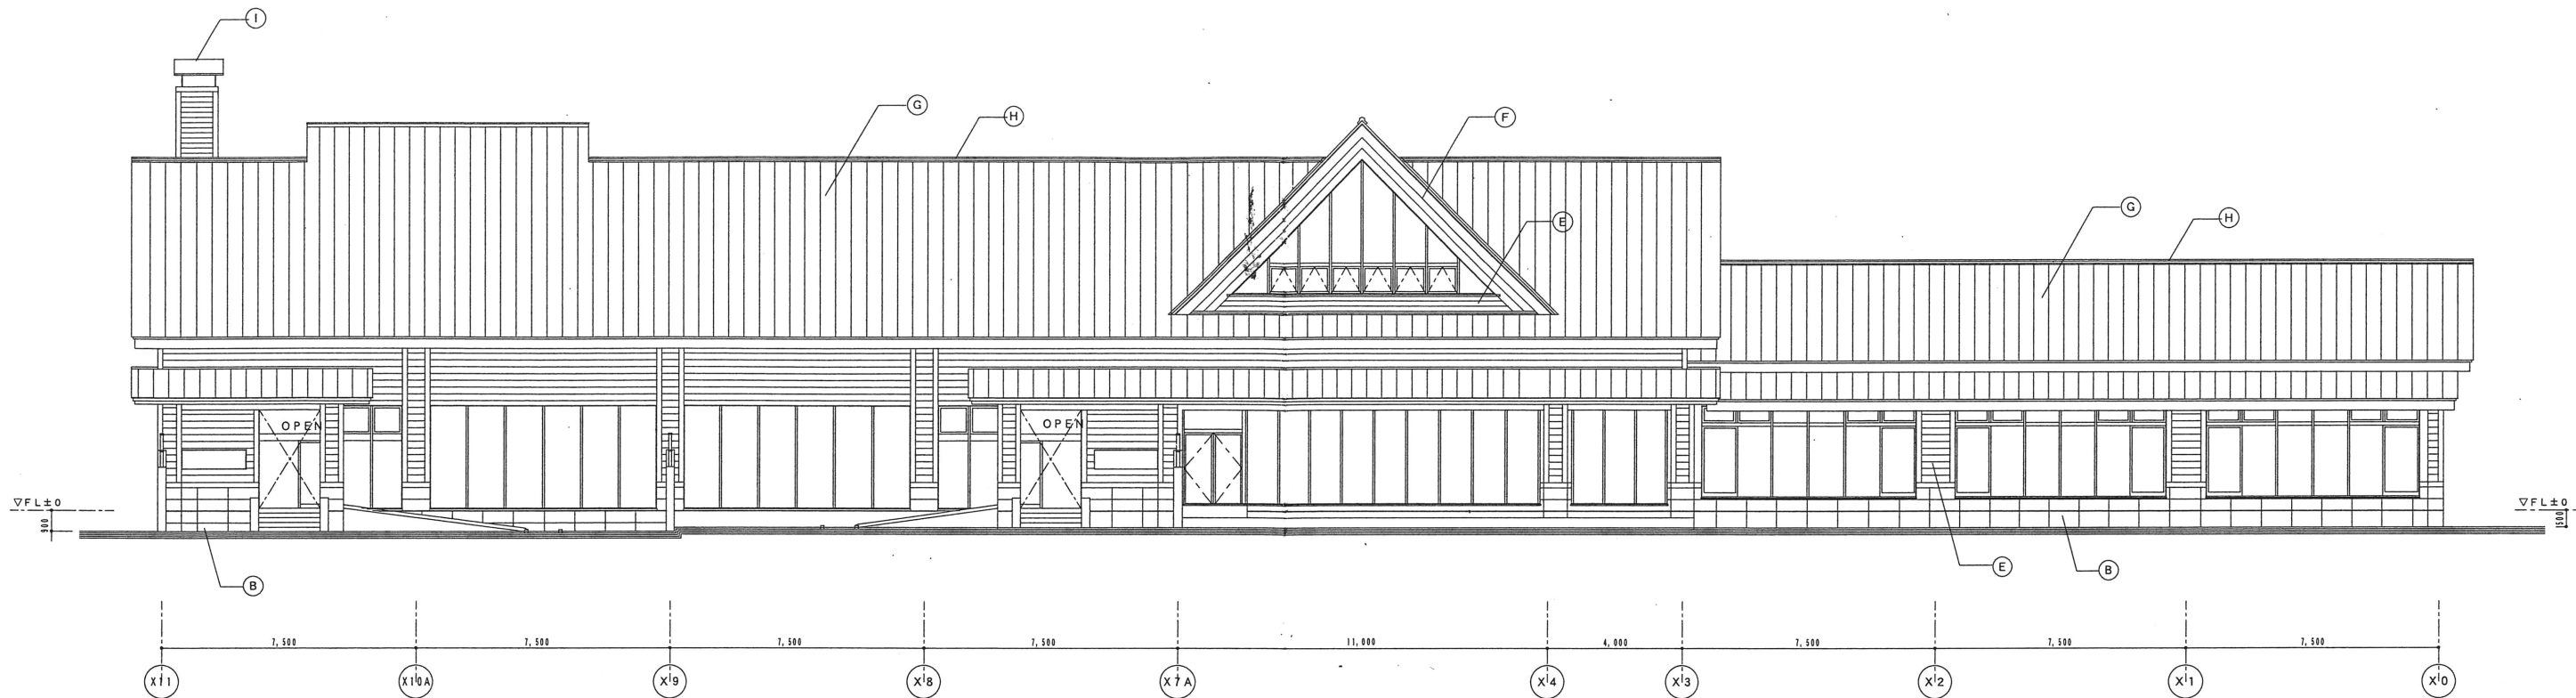 I
G
H
F
E
G
H
OPEN
OPEN
▽FL±0
900
▽FL±0
500
B
E
B
7,500
7,500
7,500
7,500
11,000
4,000
7,500
7,500
7,500
X11
X10A
X9
X8
X7A
X4
X3
X2
X1
X0